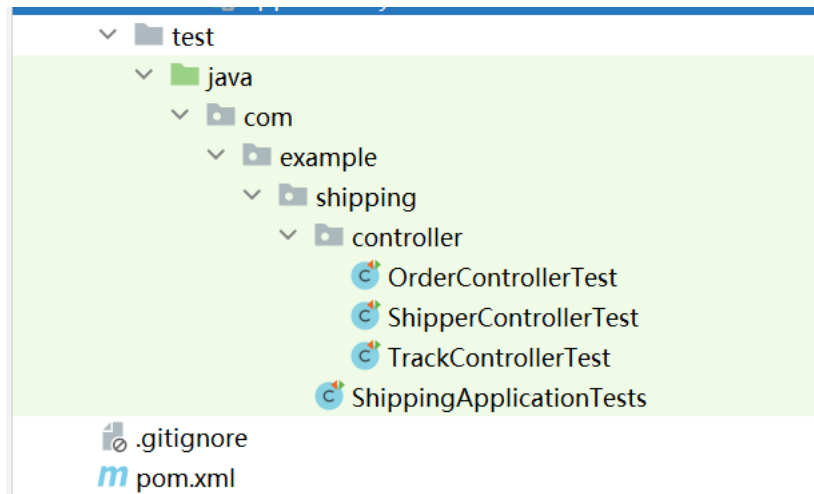 test
java
com
example
shipping
controller
OrderControllerTest
ShipperControllerTest
TrackControllerTest
ShippingApplicationTests
.gitignore
pom.xml